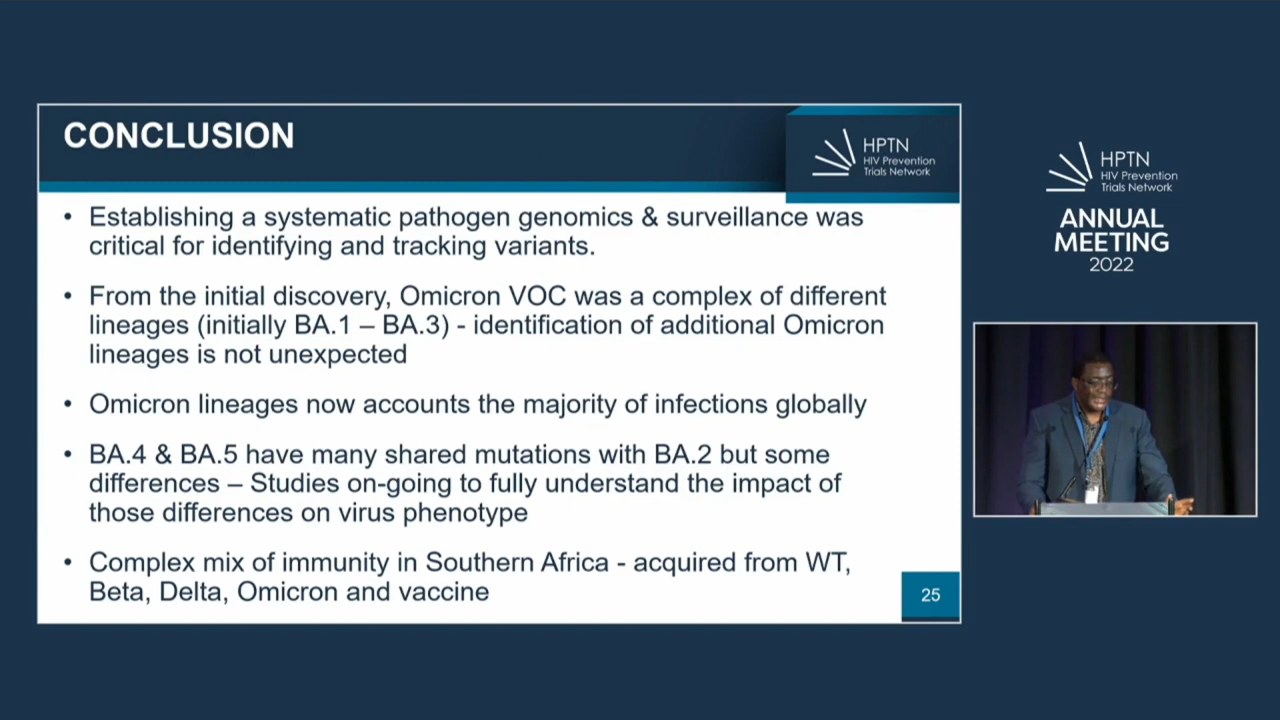 CONCLUSION
HPTN
HIV Prevention
Trials Network
• Establishing a systematic pathogen genomics & surveillance was
critical for identifying and tracking variants.
• From the initial discovery, Omicron VOC was a complex of different
lineages (initially BA.1 – BA.3) - identification of additional Omicron
lineages is not unexpected
• Omicron lineages now accounts the majority of infections globally
• BA.4 & BA.5 have many shared mutations with BA.2 but some
differences – Studies on-going to fully understand the impact of
those differences on virus phenotype
• Complex mix of immunity in Southern Africa - acquired from WT,
Beta, Delta, Omicron and vaccine
25
HPTN
HIV Prevention
Trials Network
ANNUAL
MEETING
2022